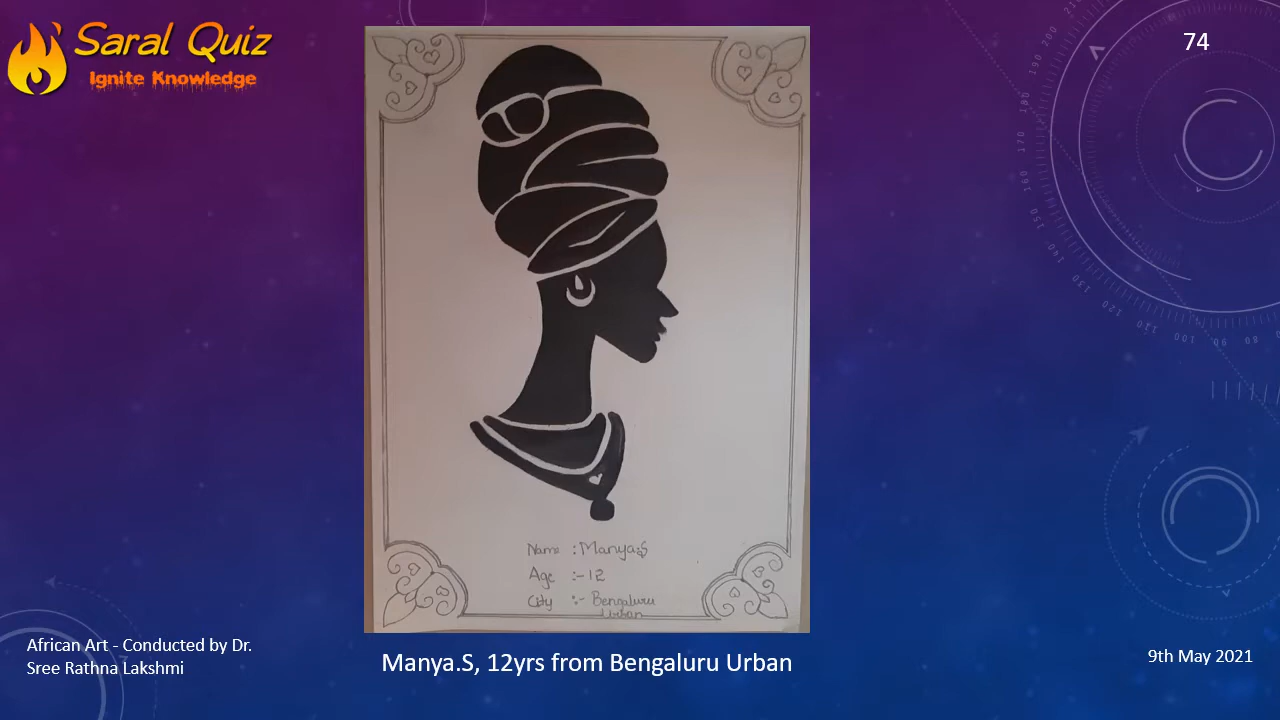 Saral Quiz
Ignite Knowledge
74
Name :- Manya.S
Age :- 12
City :- Bengaluru
Urban
African Art - Conducted by Dr.
Sree Rathna Lakshmi
Manya.S, 12yrs from Bengaluru Urban
9th May 2021